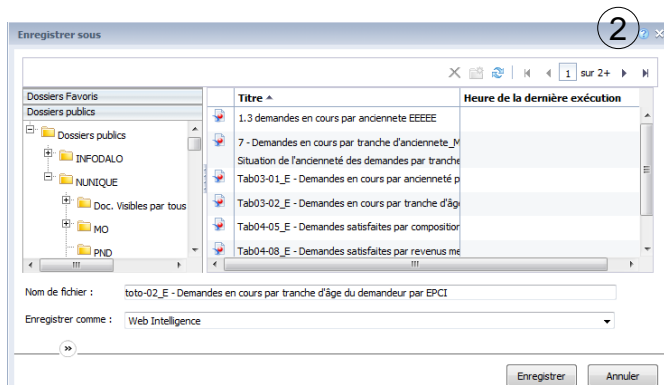 2
Enregistrer sous
1 sur 2+
Dossiers Favoris
Dossiers publics
Dossiers publics
INFODALO
NUNIQUE
Doc. Visibles par tous
MO
PND
Titre
Heure de la dernière exécution
1.3 demandes en cours par anciennete EEEEE
7 - Demandes en cours par tranche d'anciennete_M
Situation de l'ancienneté des demandes par tranche
Tab03-01_E - Demandes en cours par ancienneté p
Tab03-02_E - Demandes en cours par tranche d'âg
Tab04-05_E - Demandes satisfaites par composition
Tab04-08_E - Demandes satisfaites par revenus me
Nom de fichier : toto-02_E - Demandes en cours par tranche d'âge du demandeur par EPCI
Enregistrer comme : Web Intelligence
Enregistrer Annuler